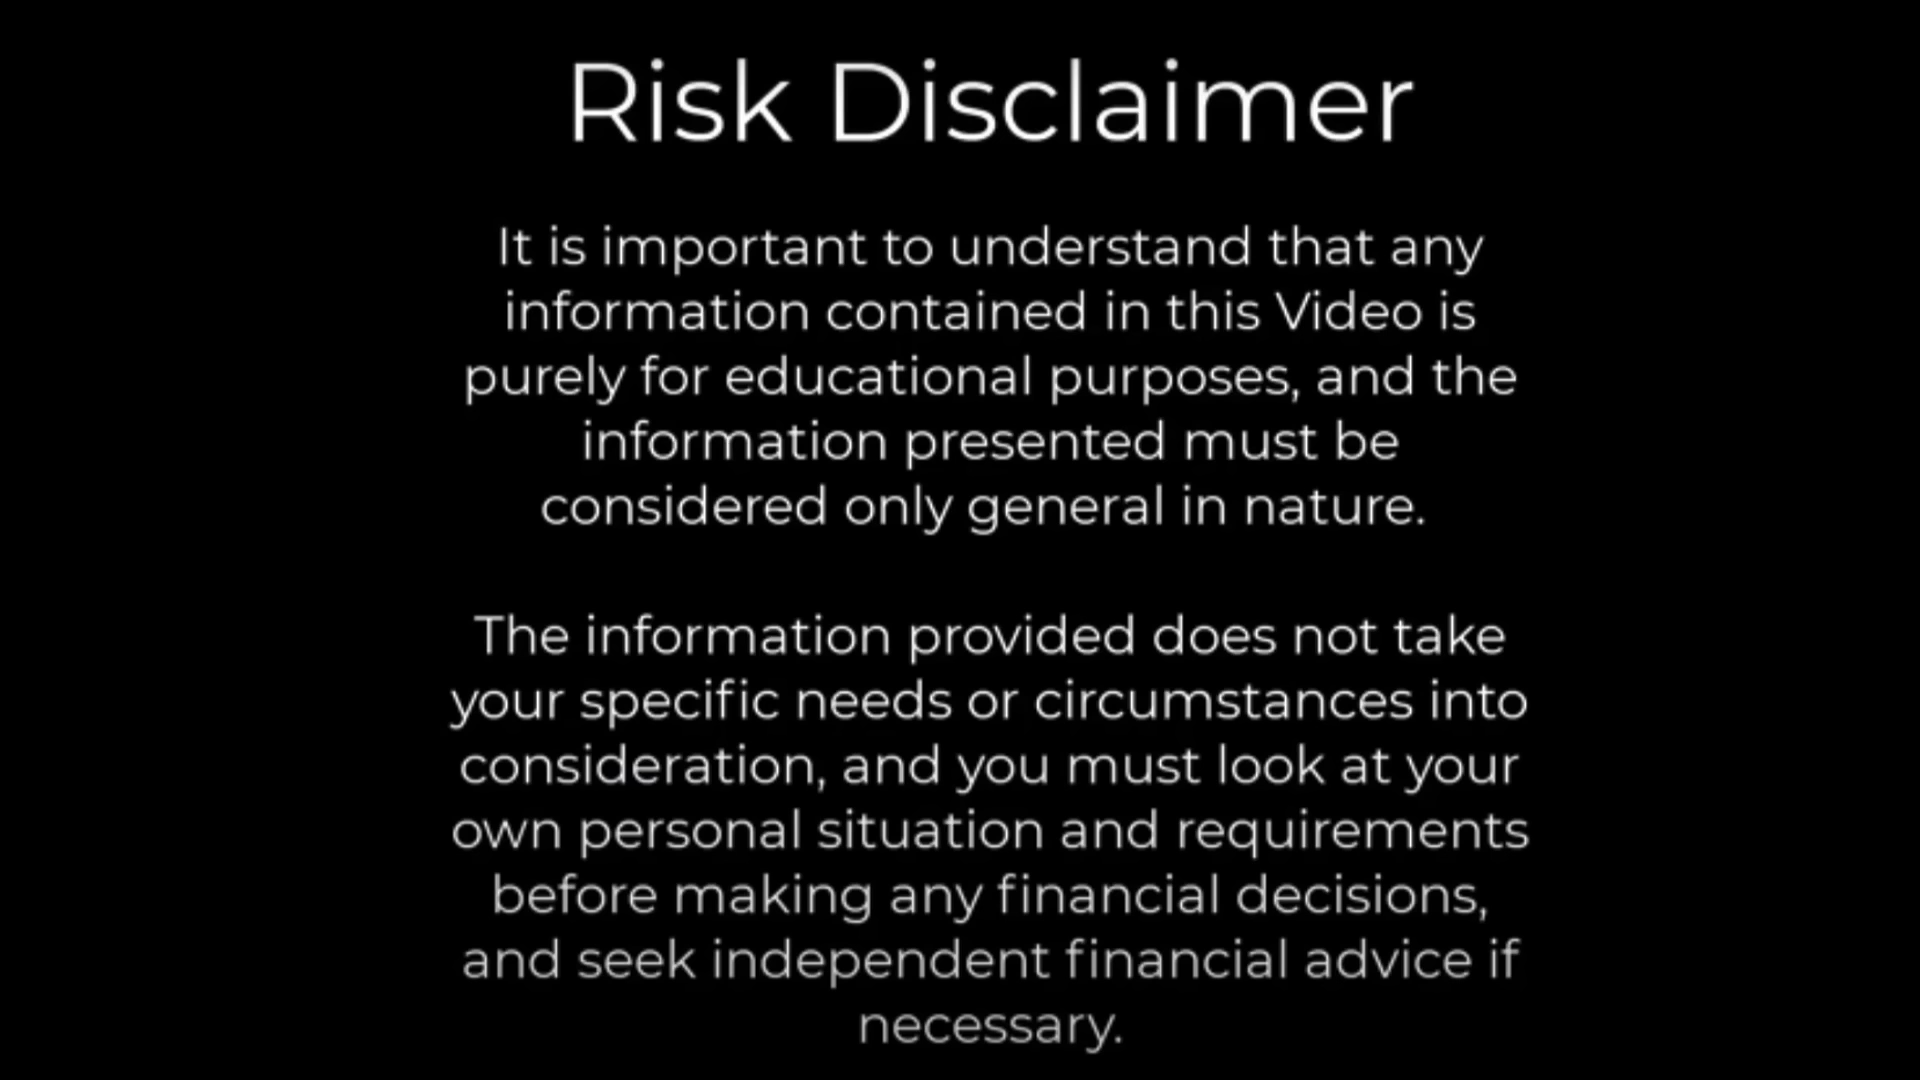 Risk Disclaimer
It is important to understand that any
information contained in this Video is
purely for educational purposes, and the
information presented must be
considered only general in nature.
The information provided does not take
your specific needs or circumstances into
consideration, and you must look at your
own personal situation and requirements
before making any financial decisions,
and seek independent financial advice if
necessary.